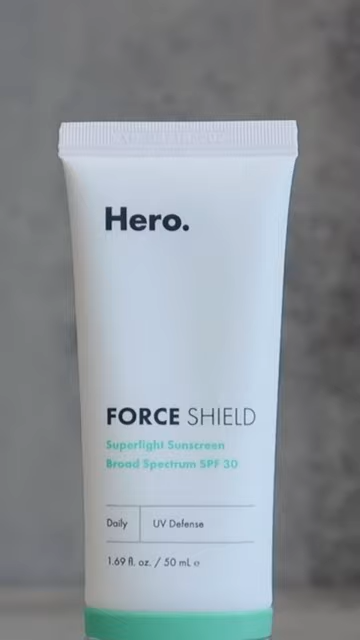 Hero.
FORCE SHIELD
Superlight Sunscreen
Broad Spectrum SPF 30
Daily UV Defense
1.69 fl. oz. / 50 mL e